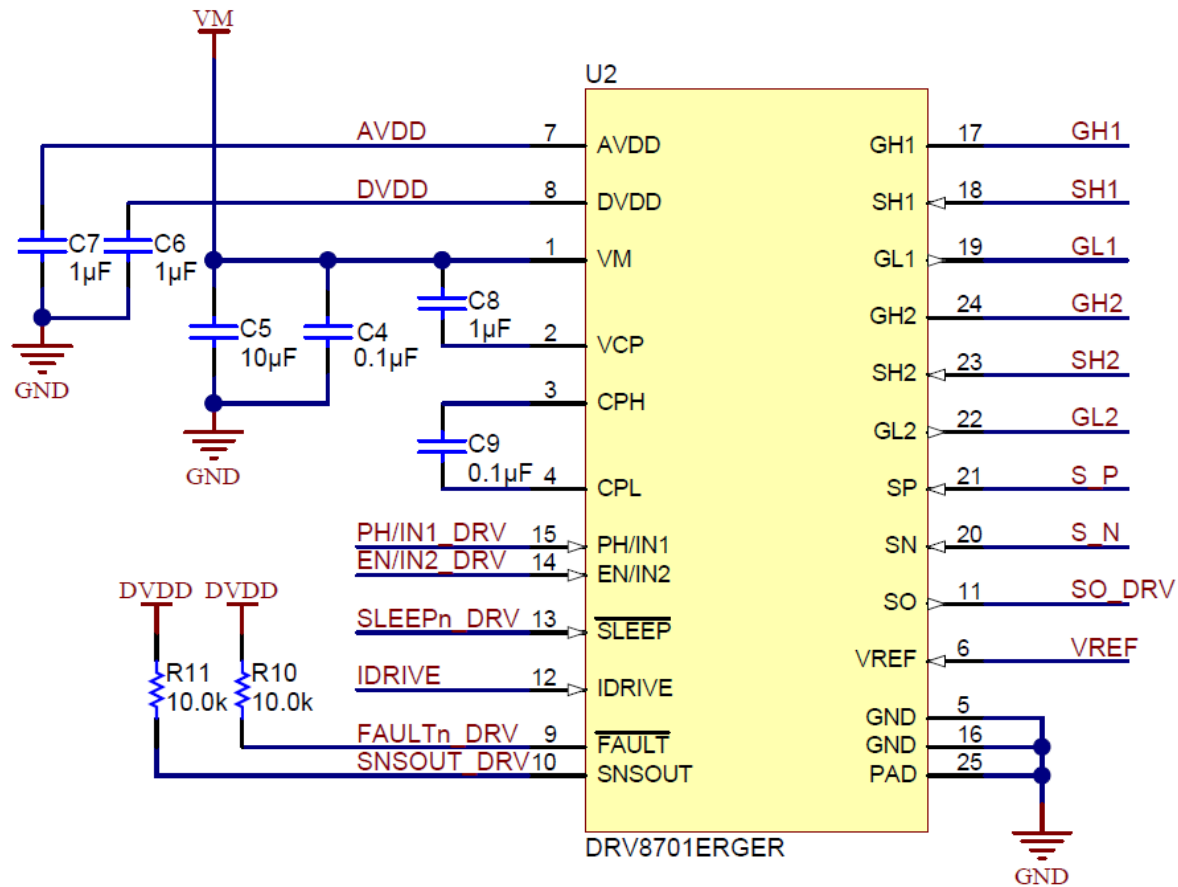 VM
U2
AVDD 7 AVDD GH1 17 GH1
DVDD 8 DVDD SH1 18 SH1
C7 1µF
C6 1µF
1 VM GL1 19 GL1
C8 1µF
GH2 24 GH2
C5 10µF
C4 0.1µF
2 VCP
SH2 23 SH2
GND
3 CPH
GL2 22 GL2
GND
C9 0.1µF
4 CPL SP 21 S_P
PH/IN1_DRV 15 PH/IN1 SN 20 S_N
EN/IN2_DRV 14 EN/IN2
DVDD DVDD
SO 11 SO_DRV
SLEEPn_DRV 13 SLEEP
VREF 6 VREF
R11 10.0k
R10 10.0k
IDRIVE 12 IDRIVE
GND 5
FAULTn_DRV 9 FAULT GND 16
SNSOUT_DRV 10 SNSOUT PAD 25
DRV8701ERGER
GND